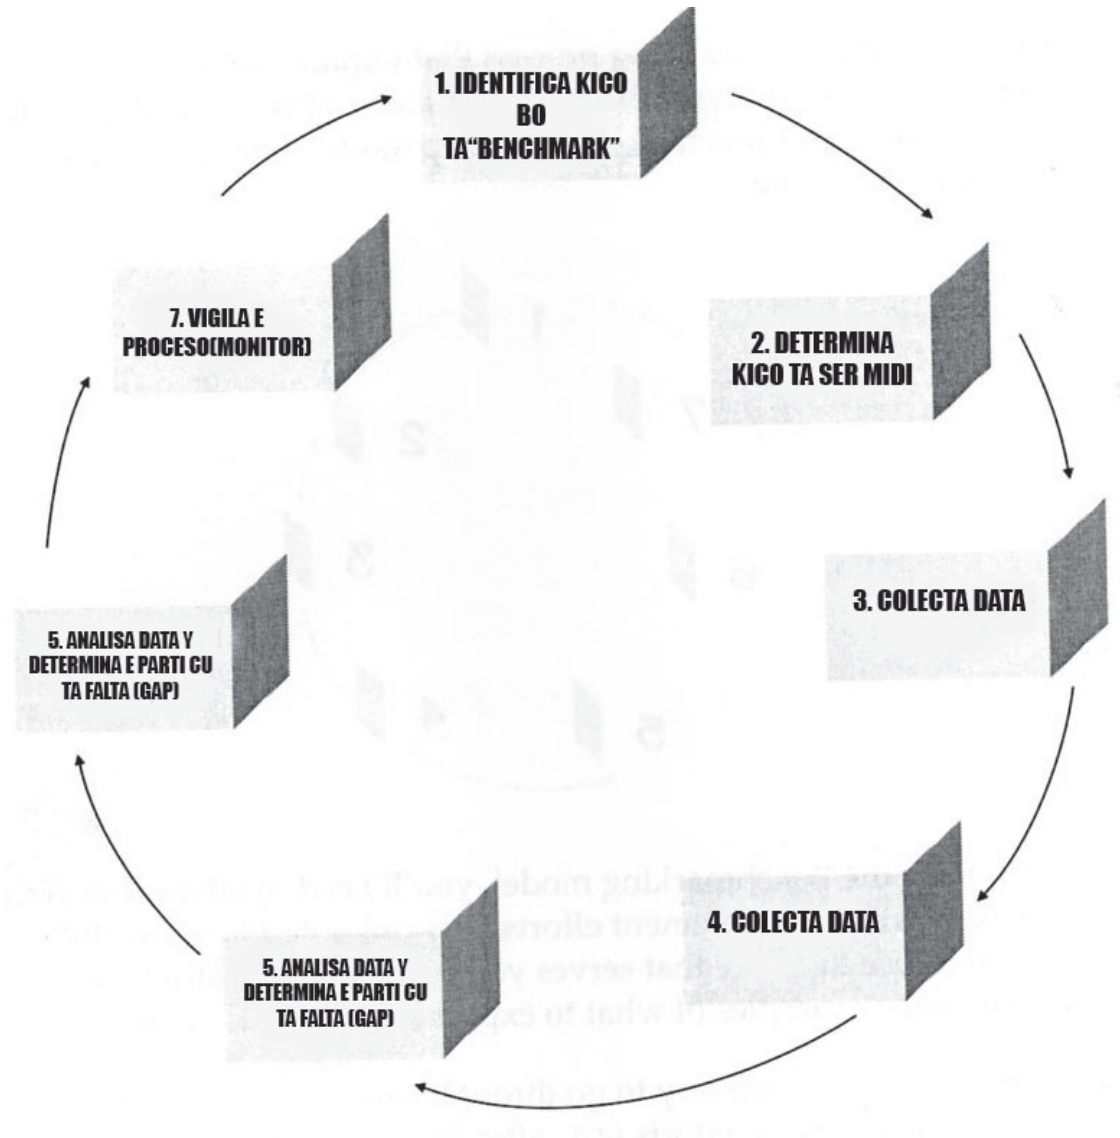 1. IDENTIFICA KICO
BO
TA“BENCHMARK”
2. DETERMINA
KICO TA SER MIDI
3. COLECTA DATA
4. COLECTA DATA
5. ANALISA DATA Y
DETERMINA E PARTI CU
TA FALTA (GAP)
5. ANALISA DATA Y
DETERMINA E PARTI CU
TA FALTA (GAP)
7. VIGILA E
PROCESO(MONITOR)